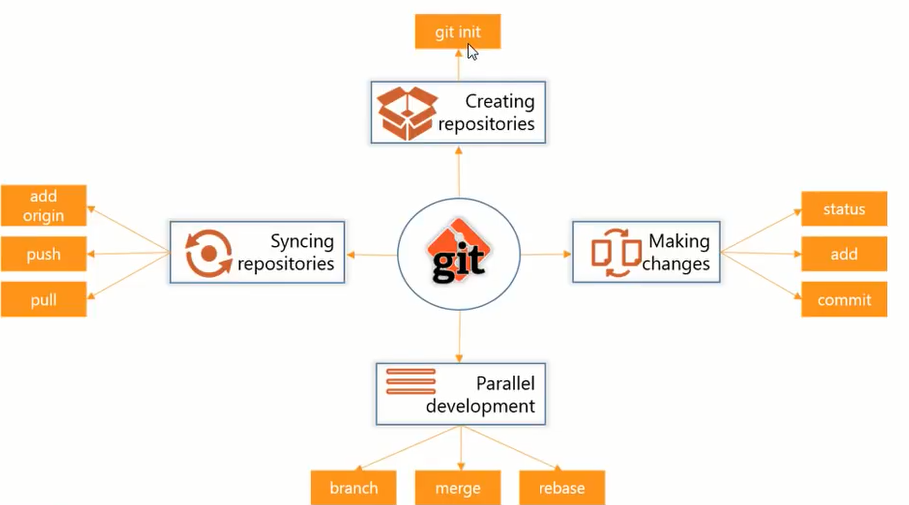 git init
Creating
repositories
add
origin
push
pull
Syncing
repositories
git
Making
changes
status
add
commit
Parallel
development
branch
merge
rebase